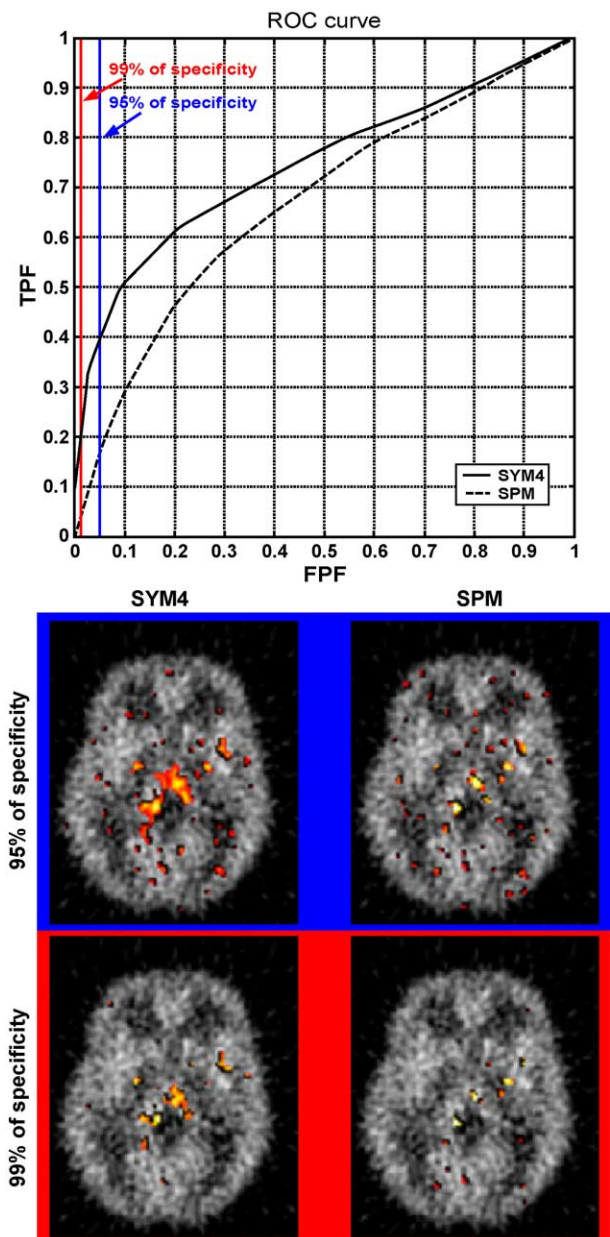 ROC curve
1
0.9
0.8
0.7
0.6
0.5
0.4
0.3
0.2
0.1
0
TPF
99% of specificity
95% of specificity
SYM4
SPM
0 0.1 0.2 0.3 0.4 0.5 0.6 0.7 0.8 0.9 1
FPF
SYM4 SPM
95% of specificity
99% of specificity